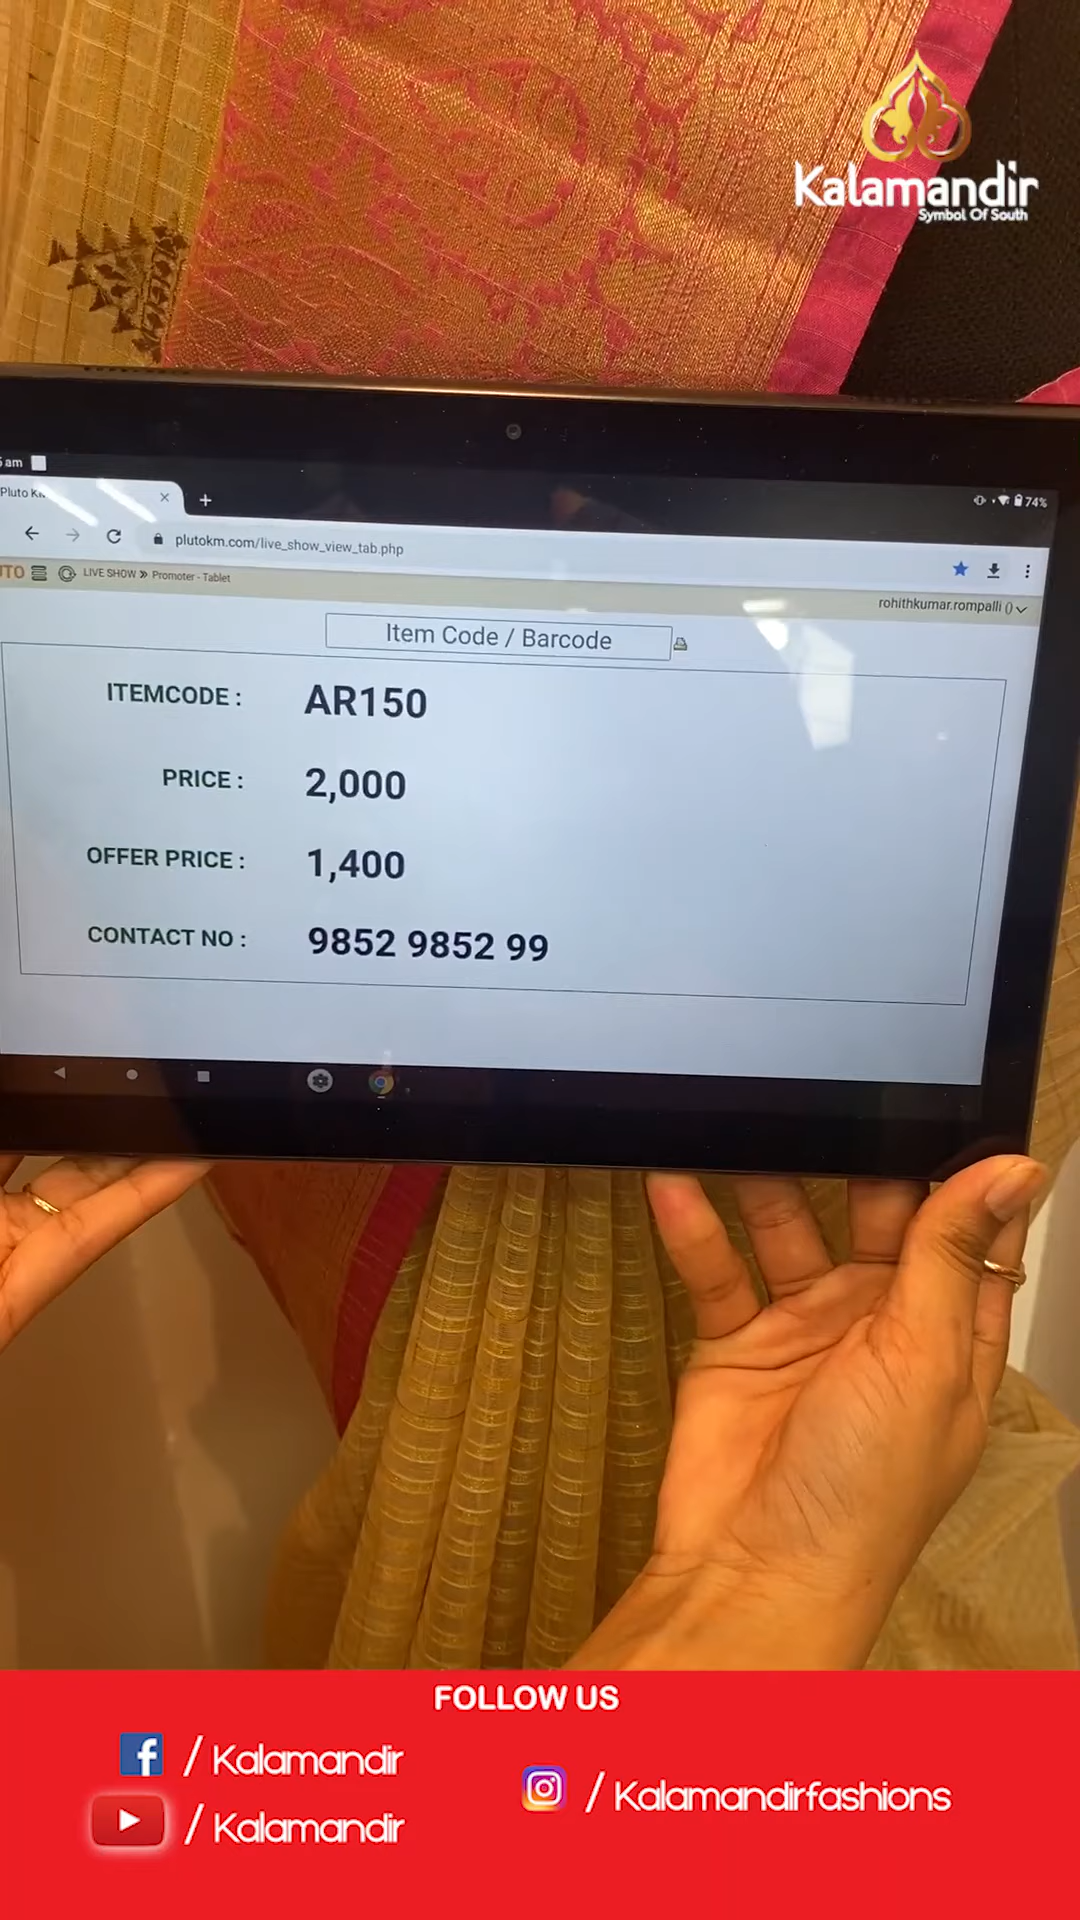 Kalamandir
Symbol Of South
am
Pluto
74%
plutokm.com/live_show_view_tab.php
LIVE SHOW » Promoter - Tablet
rohithkumar.rompalli ()
Item Code / Barcode
ITEMCODE : AR150
PRICE : 2,000
OFFER PRICE : 1,400
CONTACT NO : 9852 9852 99
FOLLOW US
/ Kalamandir
/ Kalamandirfashions
/ Kalamandir